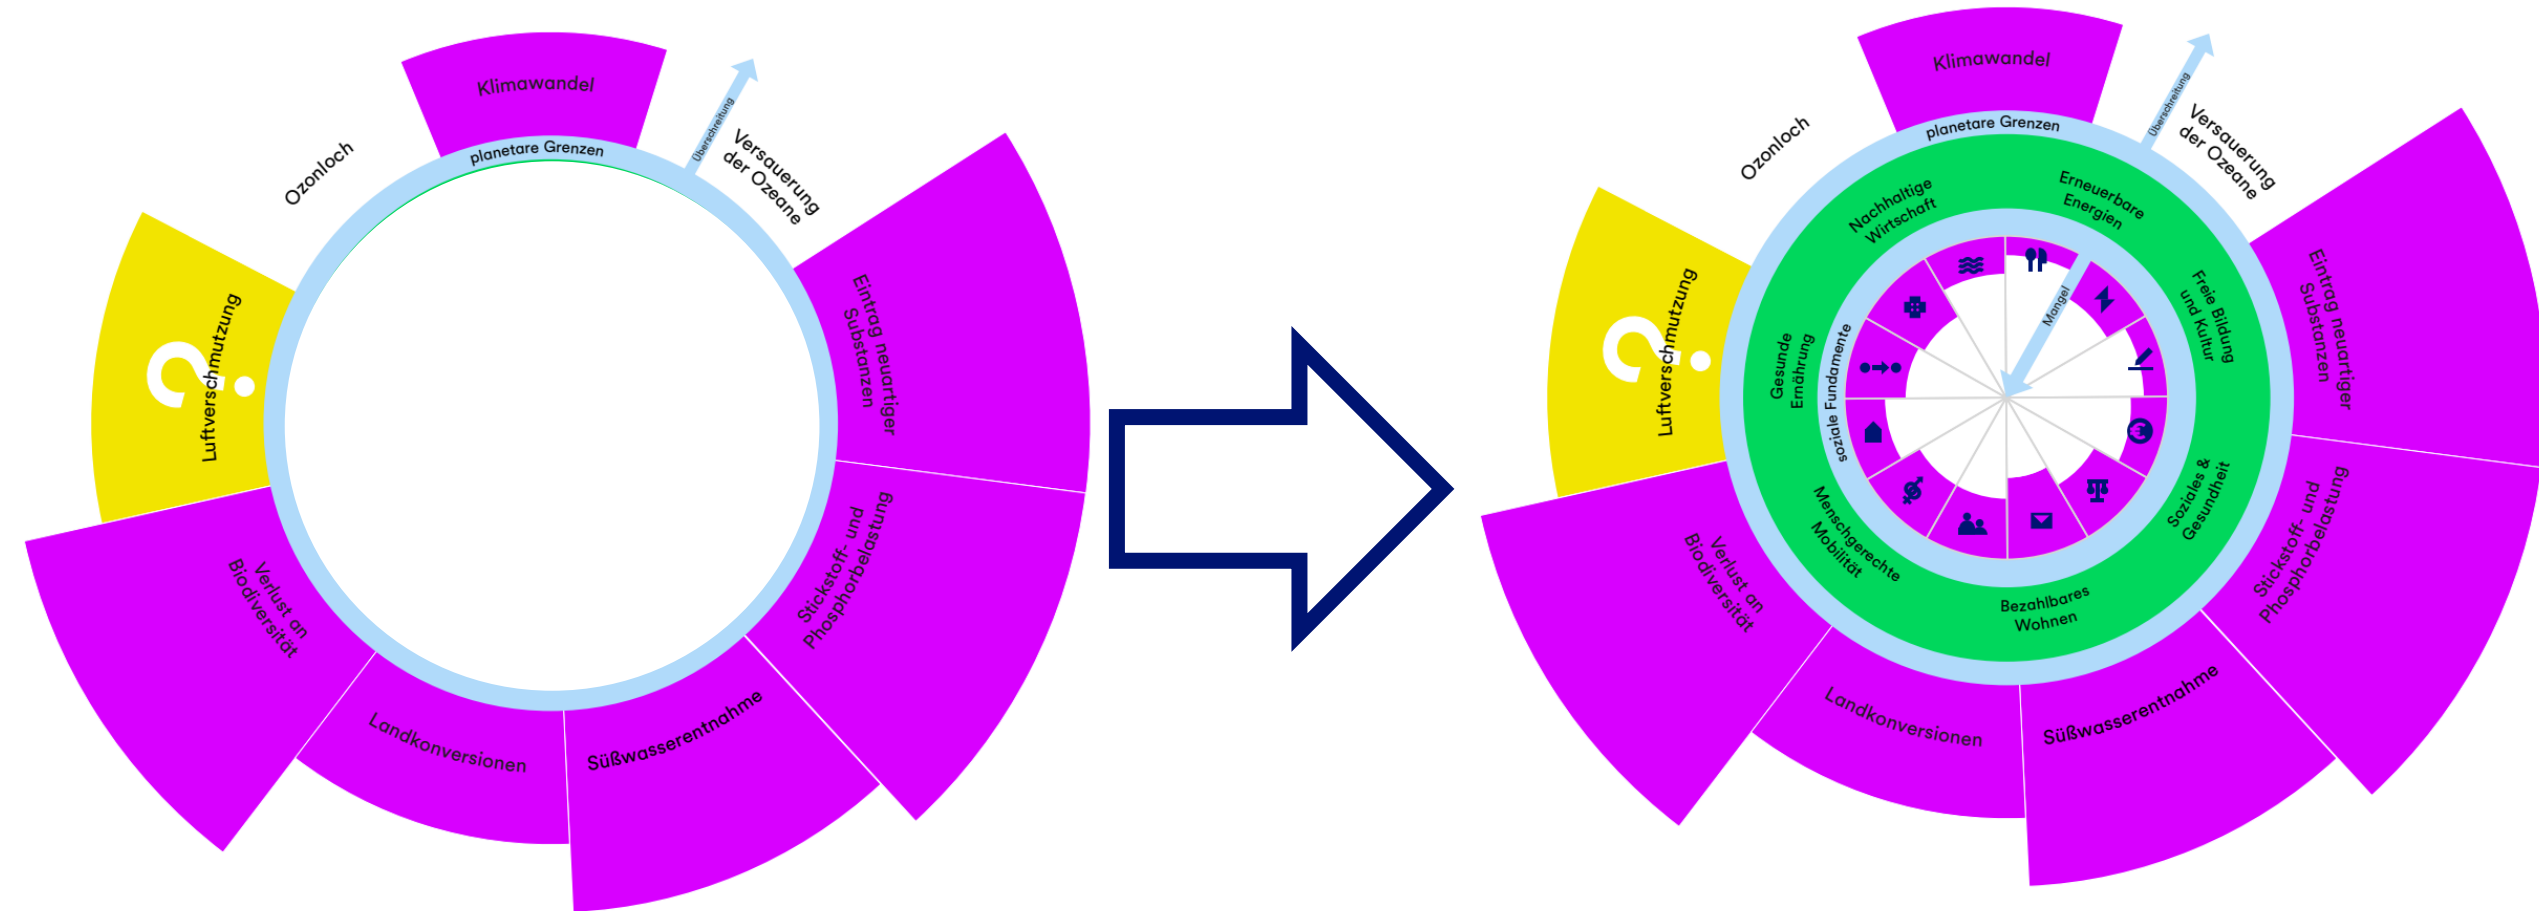 Klimawandel
planetare Grenzen
Überschreitung
Versauerung
der Ozeane
Ozonloch
?
Luftverschmutzung
Eintrag neuartiger
Substanzen
Stickstoff- und
Phosphorbelastung
Süßwasserentnahme
Landkonversionen
Verlust an
Biodiversität
Klimawandel
planetare Grenzen
Überschreitung
Versauerung
der Ozeane
Ozonloch
?
Luftverschmutzung
Eintrag neuartiger
Substanzen
Stickstoff- und
Phosphorbelastung
Süßwasserentnahme
Landkonversionen
Verlust an
Biodiversität
Nachhaltige
Wirtschaft
Erneuerbare
Energien
Freie Bildung
und Kultur
Soziales &
Gesundheit
Bezahlbares
Wohnen
Menschgerechte
Mobilität
Gesunde
Ernährung
soziale Fundamente
Mangel
€